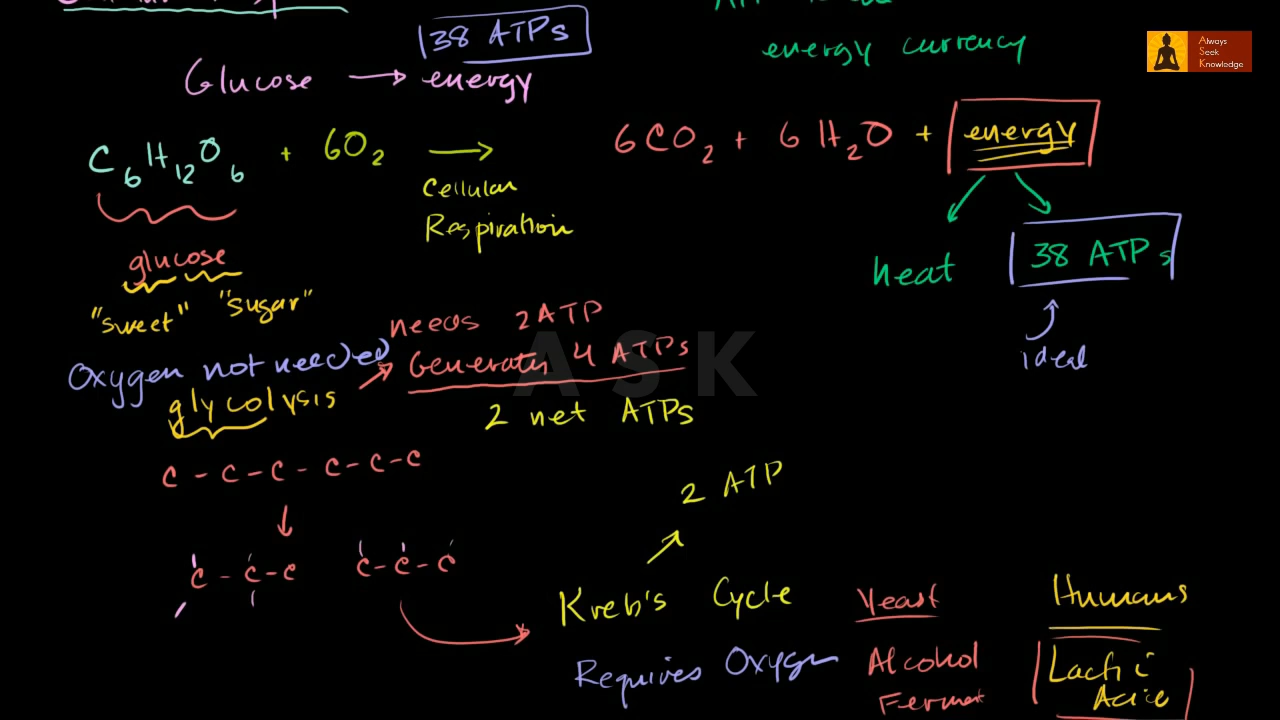 38 ATPs
energy currency
Glucose → energy
C6H12O6 + 6O2 → 6CO2 + 6H2O + energy
Cellular
Respiration
heat
38 ATPs
ideal
glucose
"sweet" "sugar"
Oxygen not needed
glycolysis
needs 2 ATP
Generates 4 ATPs
2 net ATPs
C - C - C - C - C - C
C - C - C C - C - C
2 ATP
Kreb's Cycle
Requires Oxygen
Yeast
Alcohol
Ferment
Humans
Lactic
Acid
Always
Seek
Knowledge
ASK